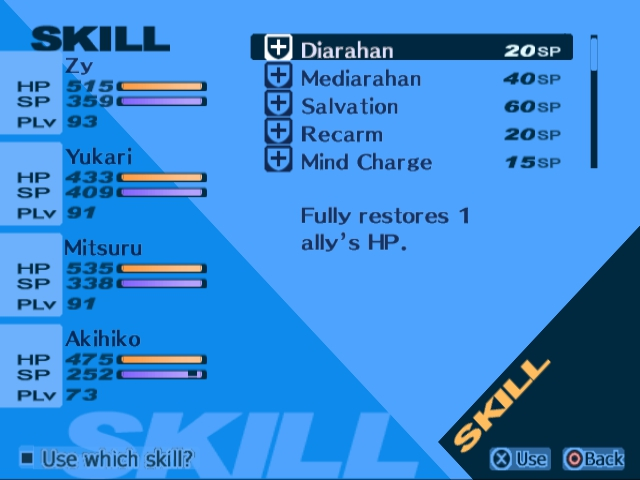 SKILL
Zy
HP 515
SP 359
PLv 93
Yukari
HP 433
SP 409
PLv 91
Mitsuru
HP 535
SP 338
PLv 91
Akihiko
HP 475
SP 252
PLv 73
Diarahan 20SP
Mediarahan 40SP
Salvation 60SP
Recarm 20SP
Mind Charge 15SP
Fully restores 1
ally's HP.
SKILL
SKILL
Use which skill?
Use
Back